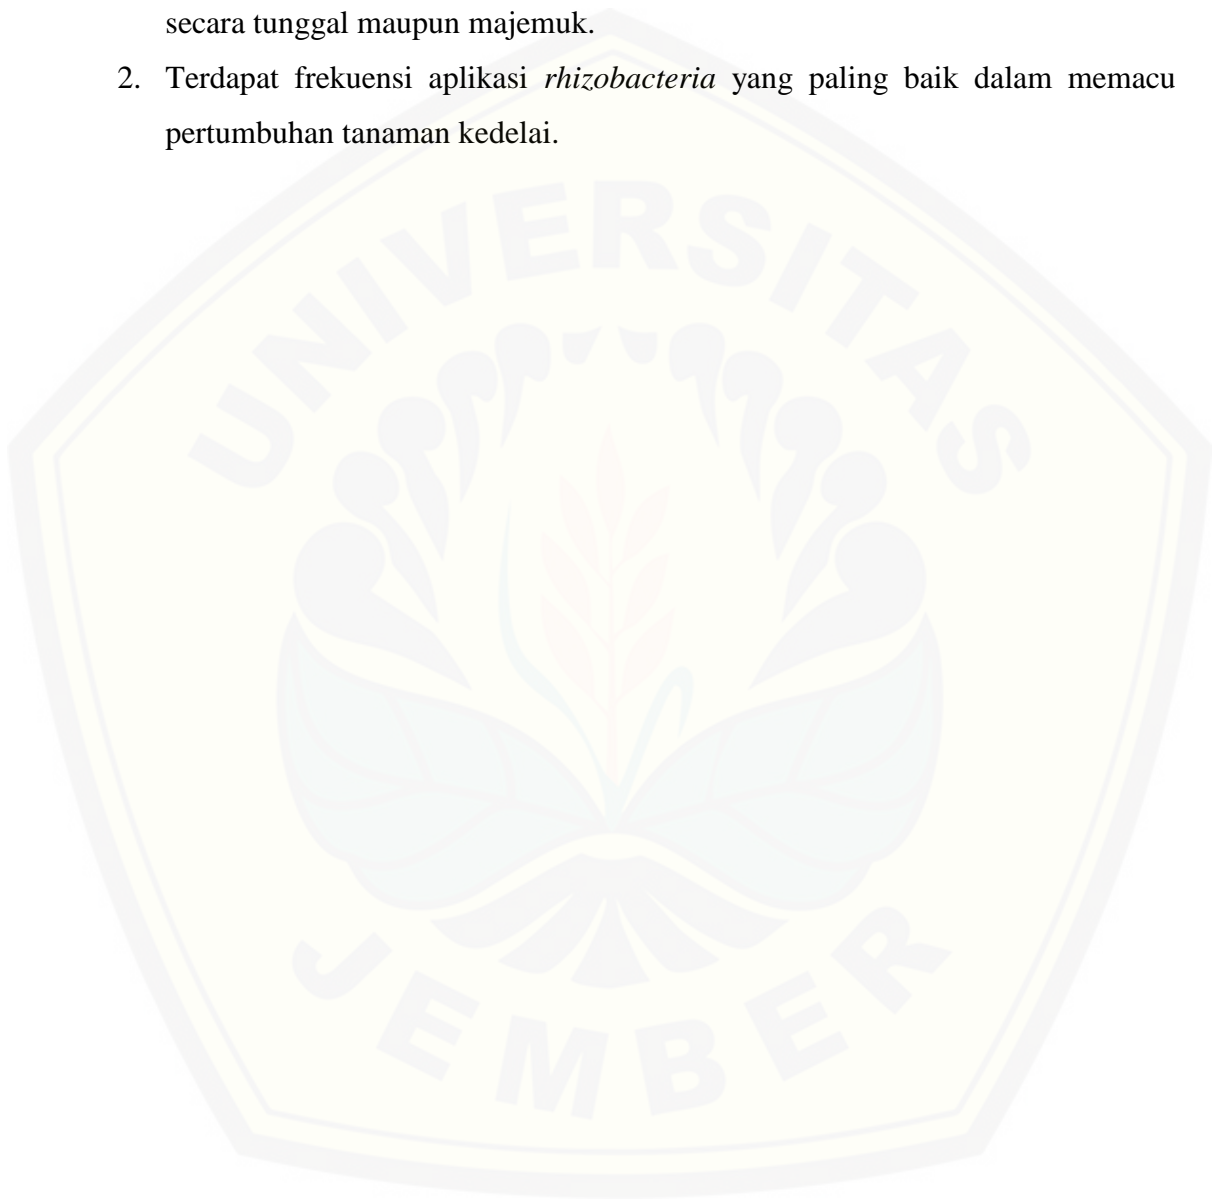 secara tunggal maupun majemuk.
2. Terdapat frekuensi aplikasi rhizobacteria yang paling baik dalam memacu
pertumbuhan tanaman kedelai.
UNIVERSITAS
JEMBER